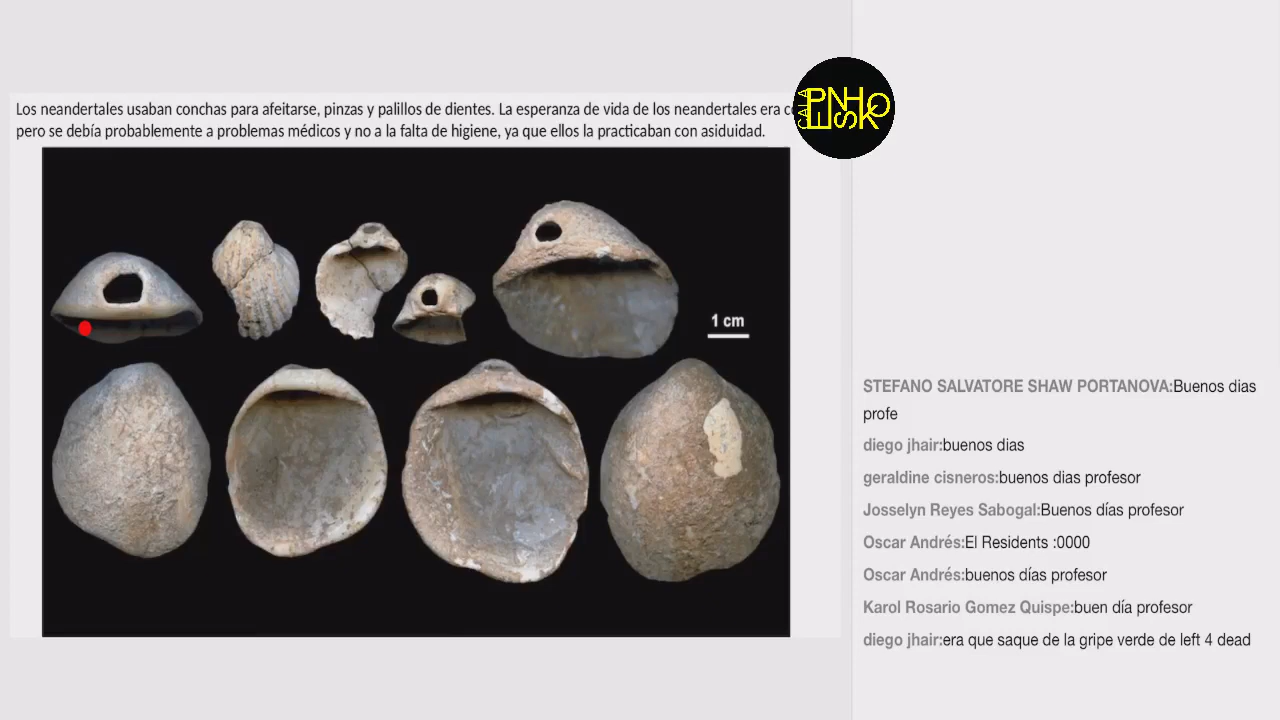 Los neandertales usaban conchas para afeitarse, pinzas y palillos de dientes. La esperanza de vida de los neandertales era
pero se debía probablemente a problemas médicos y no a la falta de higiene, ya que ellos la practicaban con asiduidad.
1 cm
STEFANO SALVATORE SHAW PORTANOVA:Buenos dias
profe
diego jhair:buenos dias
geraldine cisneros:buenos dias profesor
Josselyn Reyes Sabogal:Buenos días profesor
Oscar Andrés:El Residents :0000
Oscar Andrés:buenos días profesor
Karol Rosario Gomez Quispe:buen día profesor
diego jhair:era que saque de la gripe verde de left 4 dead